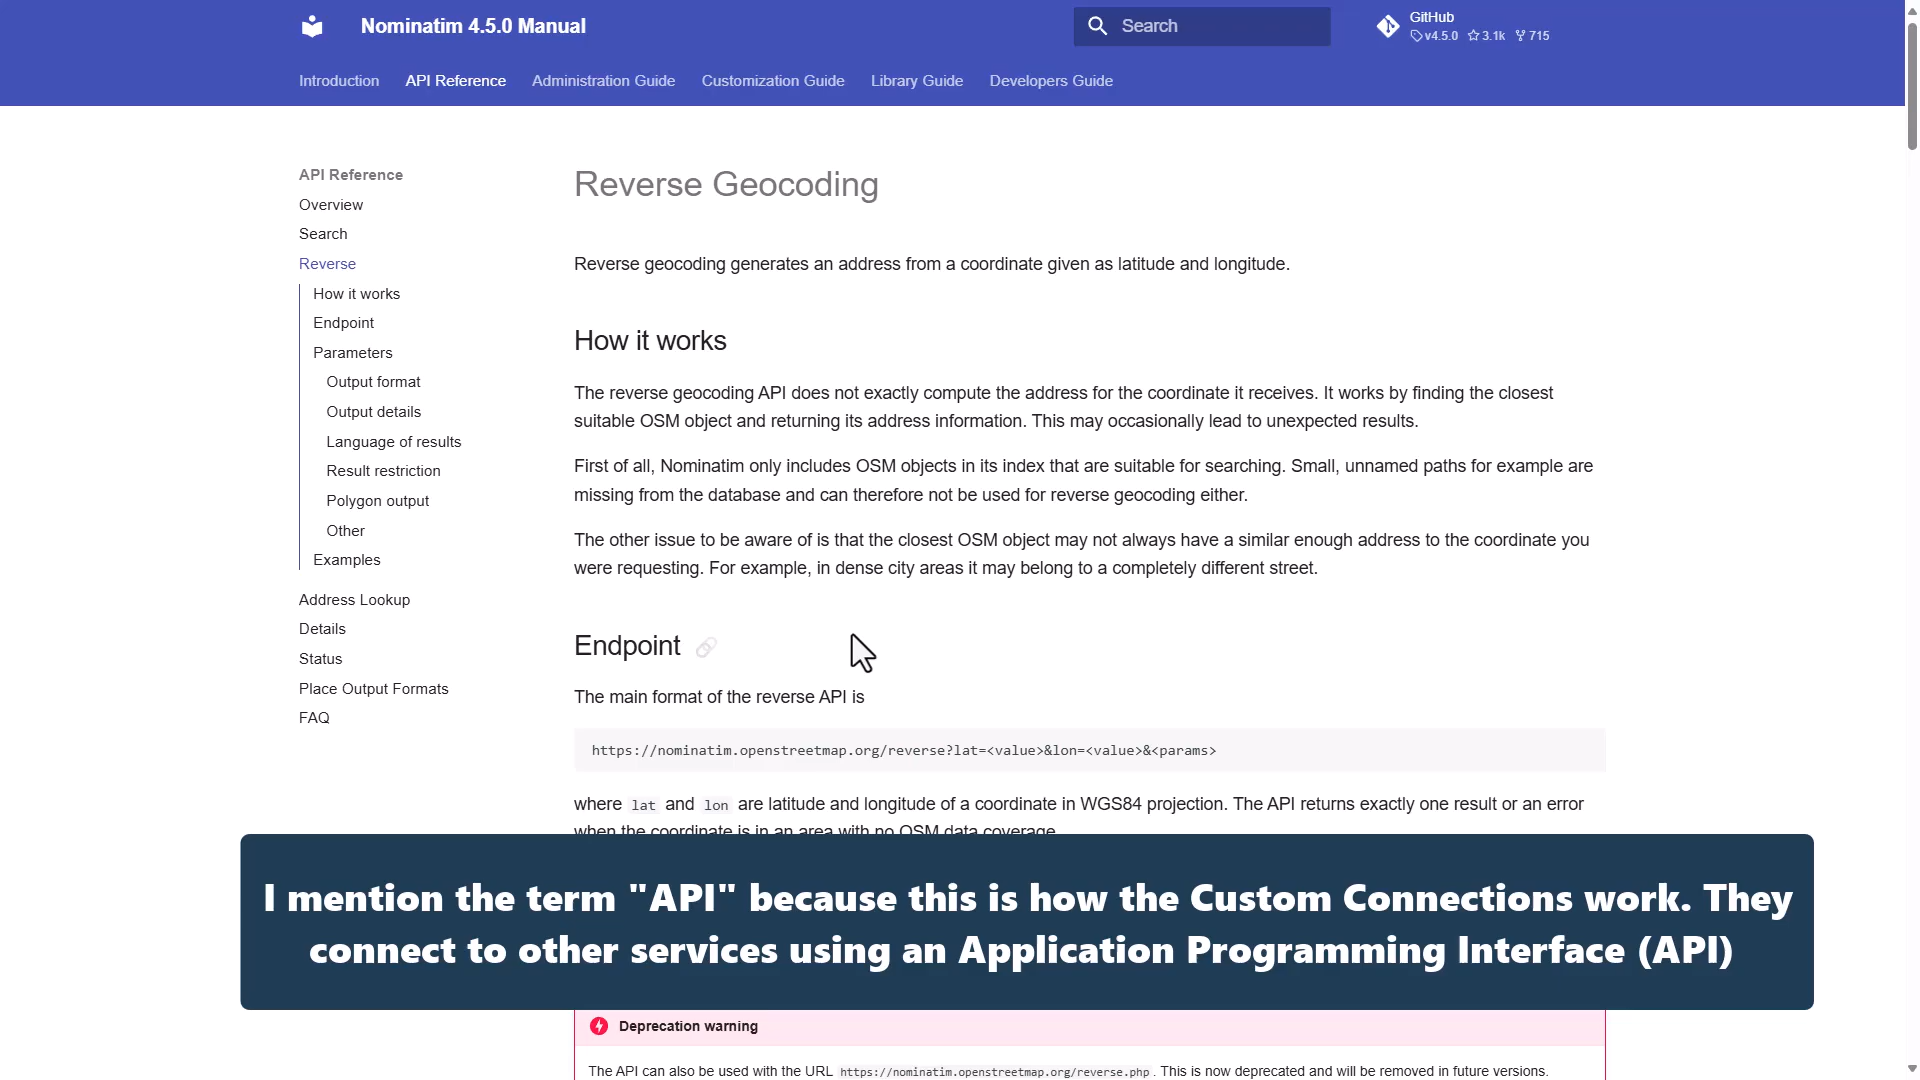 Nominatim 4.5.0 Manual
Search
GitHub
v4.5.0 3.1k 715
Introduction API Reference Administration Guide Customization Guide Library Guide Developers Guide
API Reference
Overview
Search
Reverse
How it works
Endpoint
Parameters
Output format
Output details
Language of results
Result restriction
Polygon output
Other
Examples
Address Lookup
Details
Status
Place Output Formats
FAQ
Reverse Geocoding
Reverse geocoding generates an address from a coordinate given as latitude and longitude.
How it works
The reverse geocoding API does not exactly compute the address for the coordinate it receives. It works by finding the closest
suitable OSM object and returning its address information. This may occasionally lead to unexpected results.
First of all, Nominatim only includes OSM objects in its index that are suitable for searching. Small, unnamed paths for example are
missing from the database and can therefore not be used for reverse geocoding either.
The other issue to be aware of is that the closest OSM object may not always have a similar enough address to the coordinate you
were requesting. For example, in dense city areas it may belong to a completely different street.
Endpoint
The main format of the reverse API is
https://nominatim.openstreetmap.org/reverse?lat=<value>&lon=<value>&<params>
where lat and lon are latitude and longitude of a coordinate in WGS84 projection. The API returns exactly one result or an error
when the coordinate is in an area with no OSM data coverage.
I mention the term "API" because this is how the Custom Connections work. They
connect to other services using an Application Programming Interface (API)
Deprecation warning
The API can also be used with the URL https://nominatim.openstreetmap.org/reverse.php. This is now deprecated and will be removed in future versions.